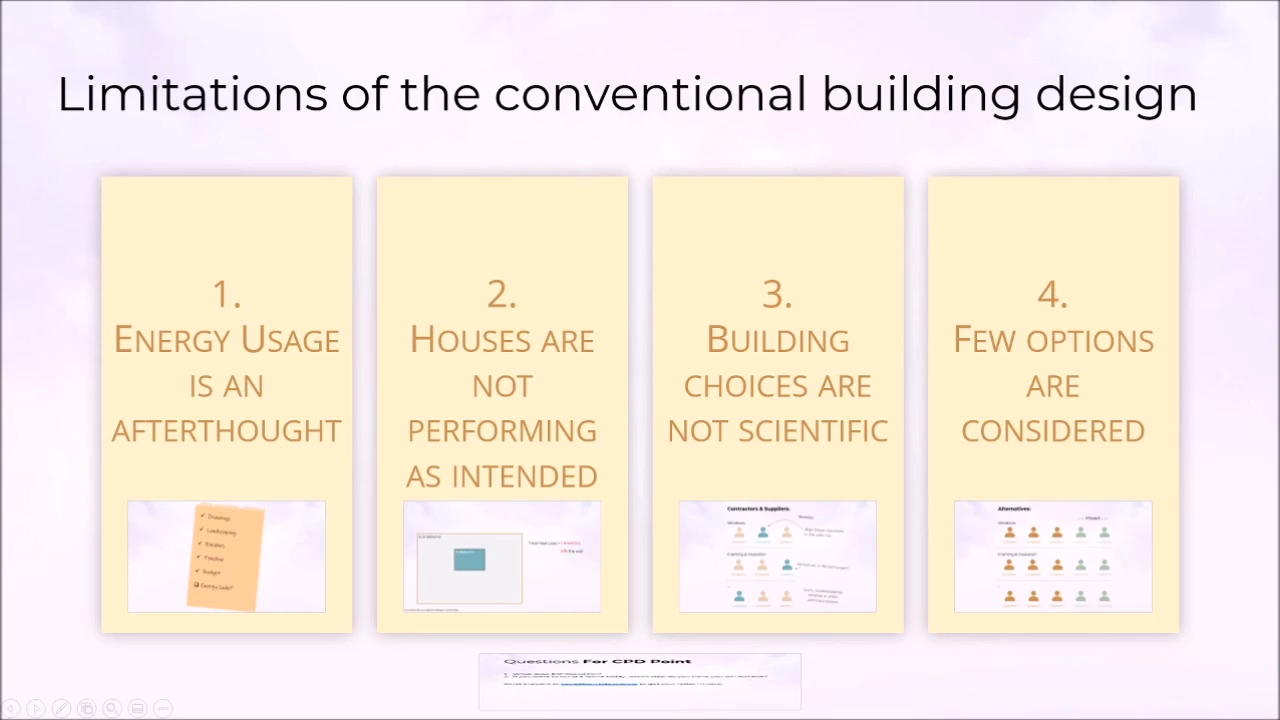 Limitations of the conventional building design
1.
Energy Usage
is an
afterthought
2.
Houses are
not
performing
as intended
3.
Building
choices are
not scientific
4.
Few options
are
considered
Drawings
Landscaping
Timeline
Budget
Energy Code?
Contractors & Suppliers:
Windows
Framing & Insulation
Alternatives:
Windows
Framing & Insulation
Questions For CPD Point